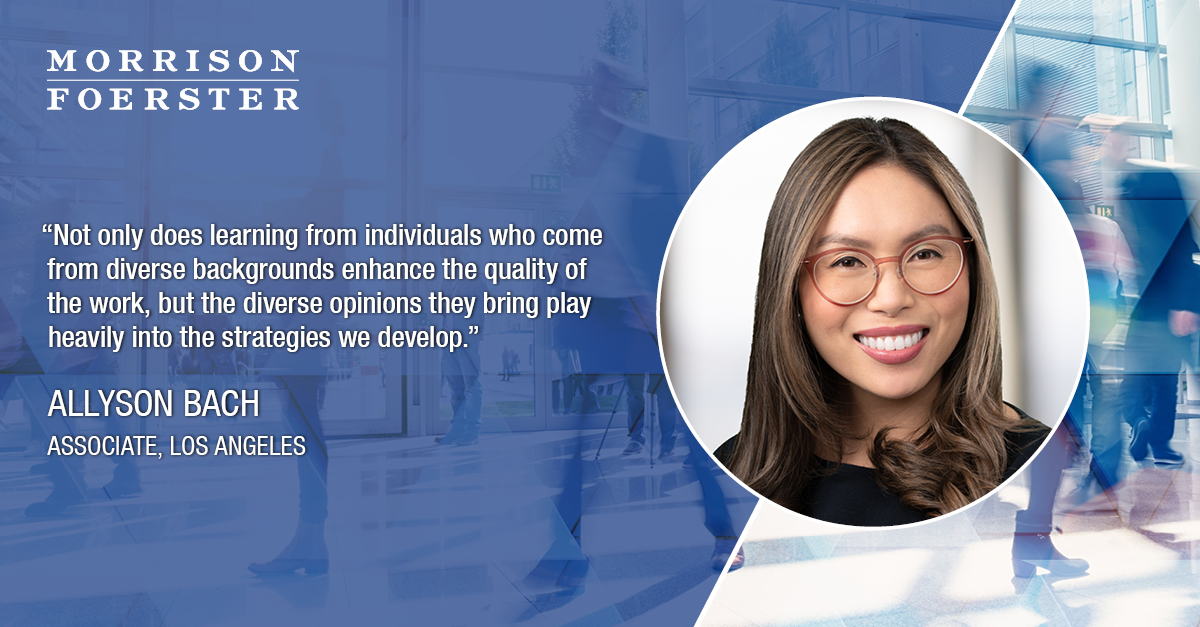 MORRISON
FOERSTER
“Not only does learning from individuals who come
from diverse backgrounds enhance the quality of
the work, but the diverse opinions they bring play
heavily into the strategies we develop.”
ALLYSON BACH
ASSOCIATE, LOS ANGELES